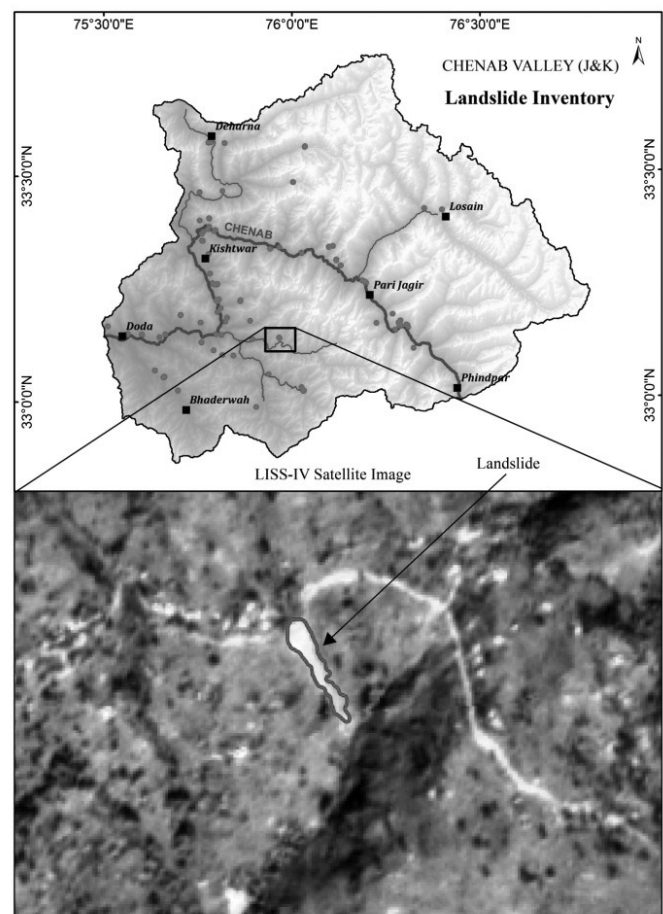 75°30'0"E
76°0'0"E
76°30'0"E
N
CHENAB VALLEY (J&K)
Landslide Inventory
33°30'0"N
33°30'0"N
Deharna
Losain
CHENAB
Kishtwar
Pari Jagir
Doda
Phindpar
Bhaderwah
33°0'0"N
33°0'0"N
LISS-IV Satellite Image
Landslide